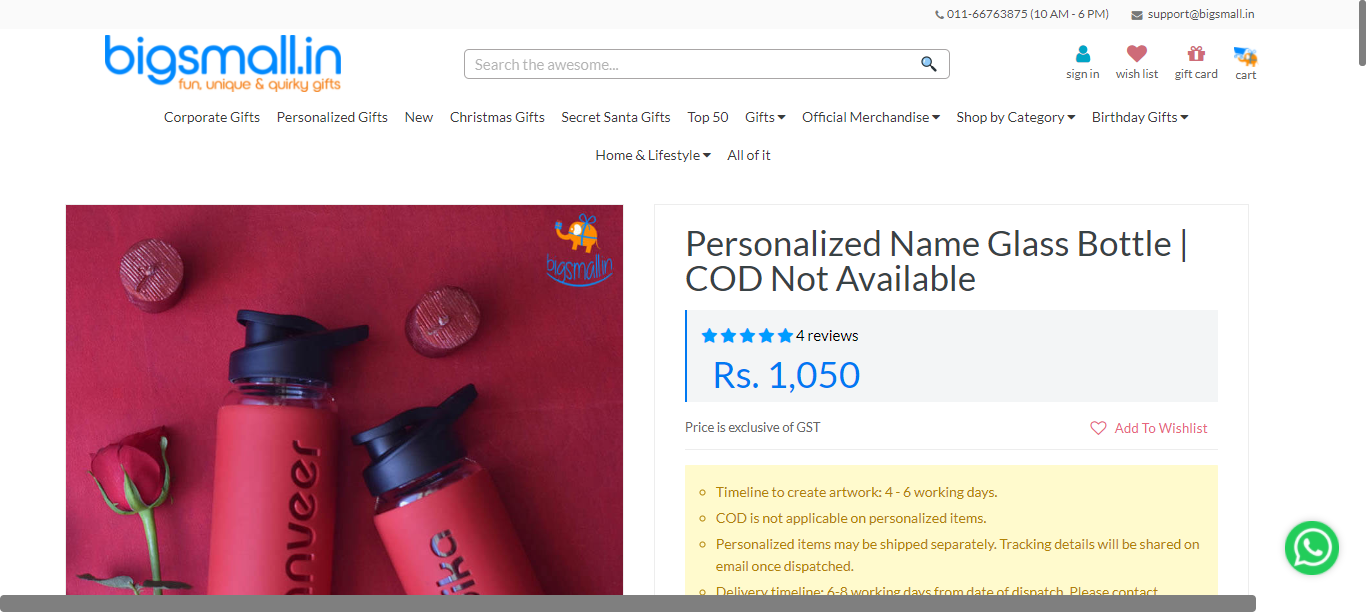 011-66763875 (10 AM - 6 PM) support@bigsmall.in
bigsmall.in
fun, unique & quirky gifts
Search the awesome...
sign in wish list gift card cart
Corporate Gifts Personalized Gifts New Christmas Gifts Secret Santa Gifts Top 50 Gifts Official Merchandise Shop by Category Birthday Gifts
Home & Lifestyle All of it
bigsmall.in
anveer
ika
Personalized Name Glass Bottle |
COD Not Available
4 reviews
Rs. 1,050
Price is exclusive of GST Add To Wishlist
Timeline to create artwork: 4 - 6 working days.
COD is not applicable on personalized items.
Personalized items may be shipped separately. Tracking details will be shared on
email once dispatched.
Delivery timeline: 6-8 working days from date of dispatch. Please contact